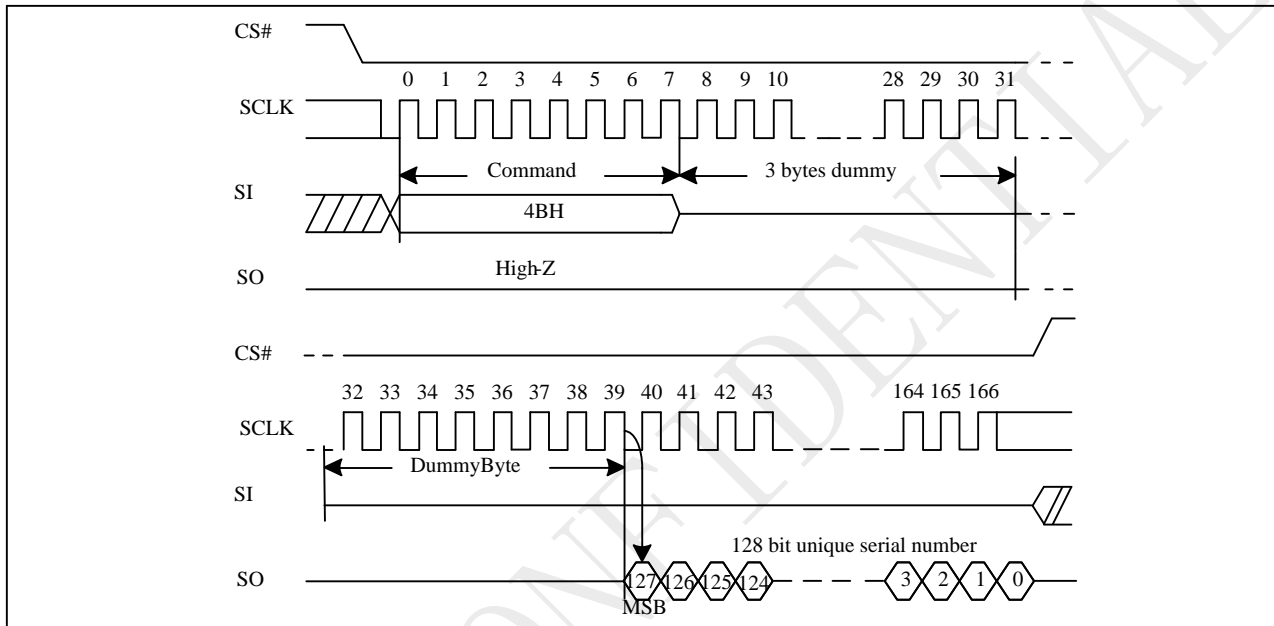 CS#
0 1 2 3 4 5 6 7 8 9 10 28 29 30 31
SCLK
Command 3 bytes dummy
SI
4BH
High-Z
SO
CS#
32 33 34 35 36 37 38 39 40 41 42 43 164 165 166
SCLK
DummyByte
SI
128 bit unique serial number
SO
127 126 125 124 3 2 1 0
MSB
CONFIDENTIAL